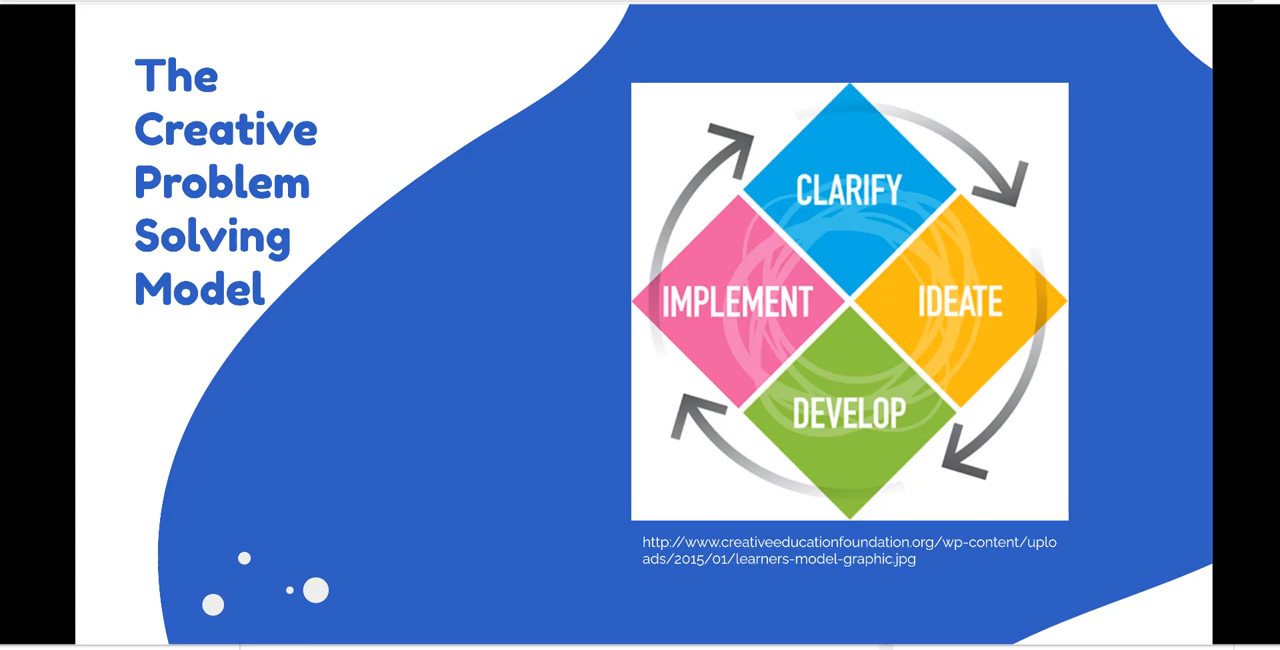 The
Creative
Problem
Solving
Model
CLARIFY
IMPLEMENT
IDEATE
DEVELOP
http://www.creativeeducationfoundation.org/wp-content/uplo
ads/2015/01/learners-model-graphic.jpg